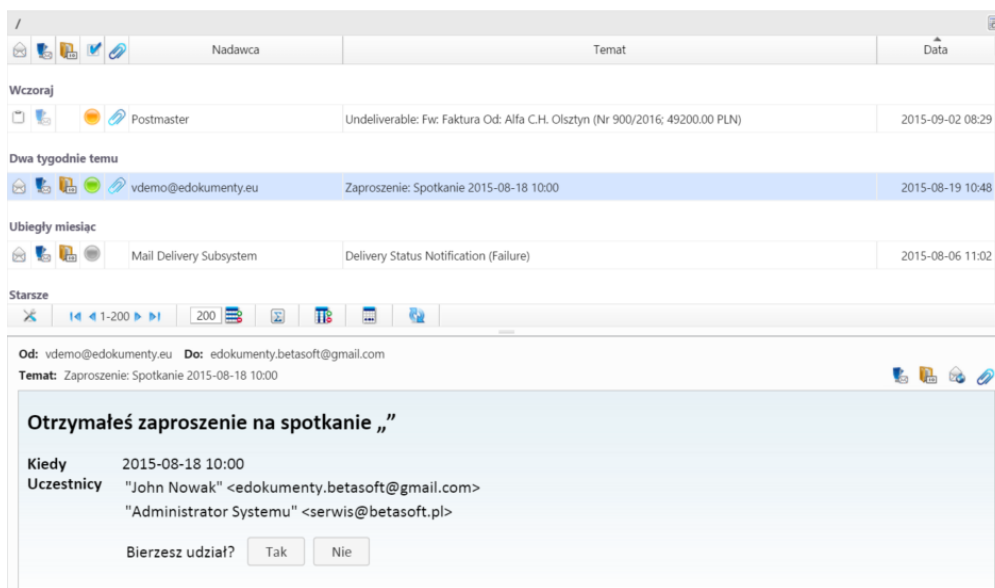 /
Nadawca Temat Data
Wczoraj
Postmaster Undeliverable: Fw: Faktura Od: Alfa C.H. Olsztyn (Nr 900/2016; 49200.00 PLN) 2015-09-02 08:29
Dwa tygodnie temu
vdemo@edokumenty.eu Zaproszenie: Spotkanie 2015-08-18 10:00 2015-08-19 10:48
Ubiegły miesiąc
Mail Delivery Subsystem Delivery Status Notification (Failure) 2015-08-06 11:02
Starsze
1-200 200
Od: vdemo@edokumenty.eu Do: edokumenty.betasoft@gmail.com
Temat: Zaproszenie: Spotkanie 2015-08-18 10:00
Otrzymałeś zaproszenie na spotkanie „”
Kiedy 2015-08-18 10:00
Uczestnicy "John Nowak" <edokumenty.betasoft@gmail.com>
"Administrator Systemu" <serwis@betasoft.pl>
Bierzesz udział? Tak Nie